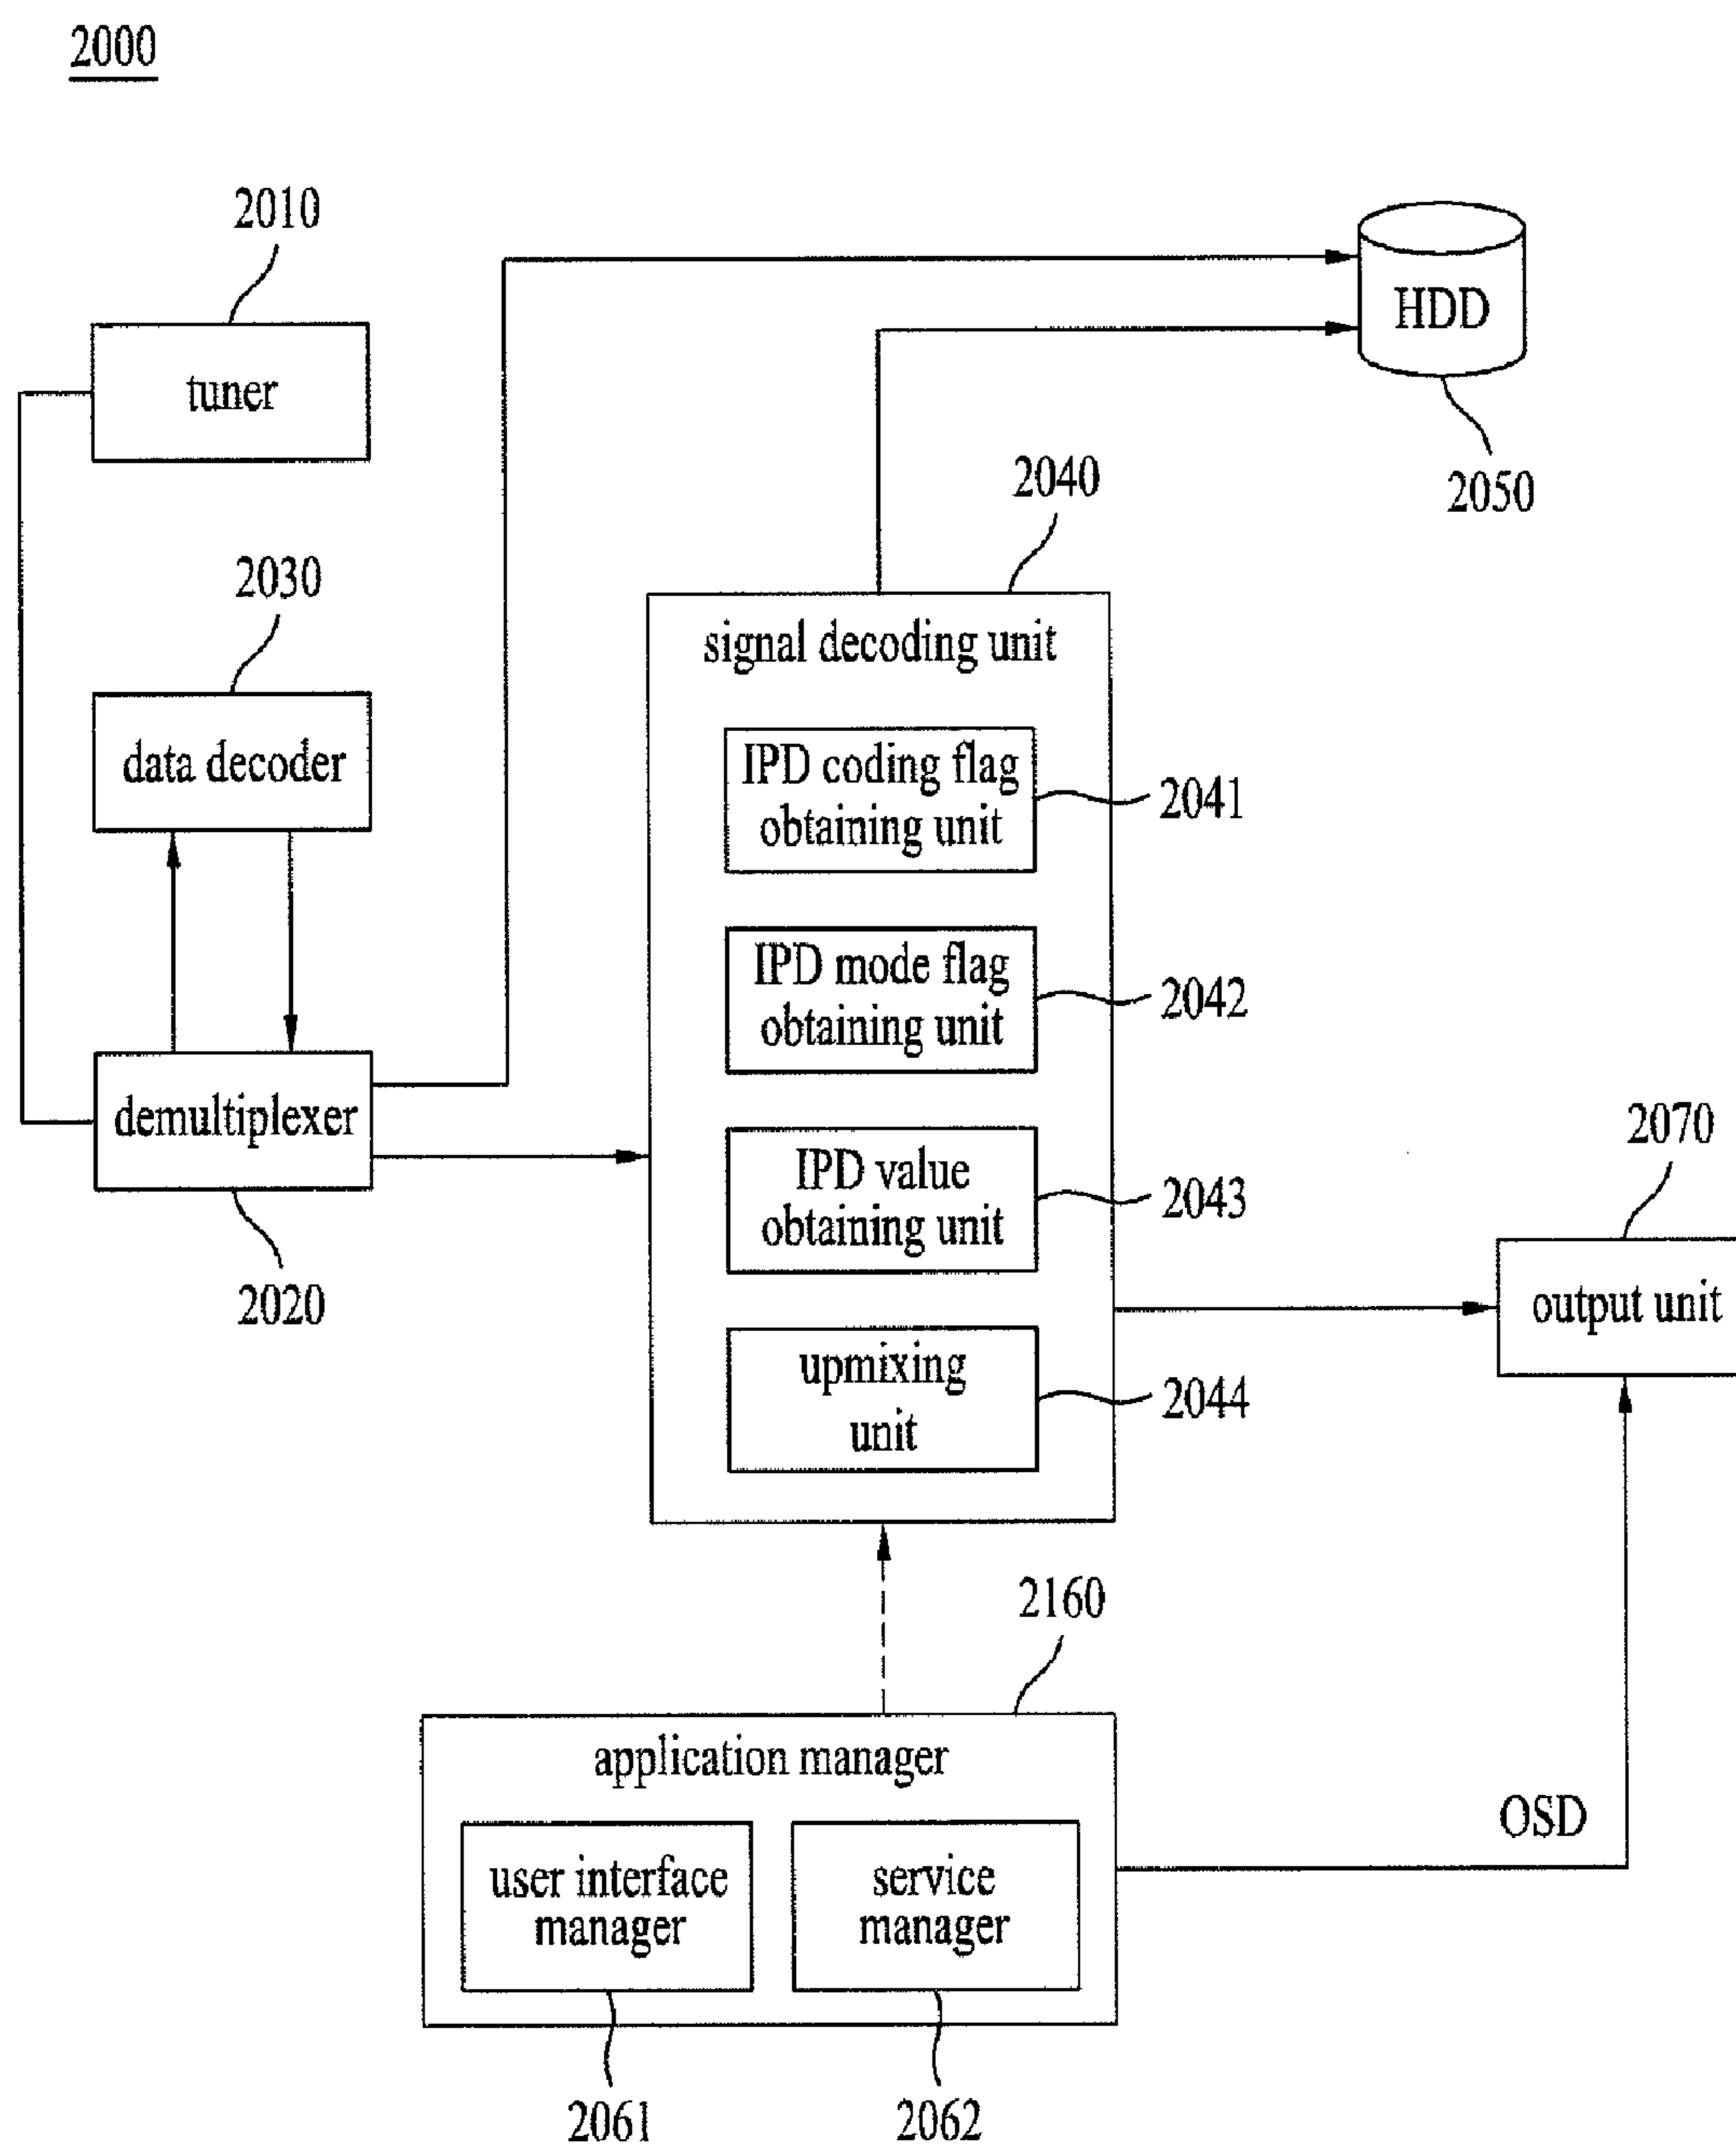 2000
2010
tuner
HDD
2050
2040
2030
data decoder
signal decoding unit
IPD coding flag
obtaining unit
2041
IPD mode flag
obtaining unit
2042
demultiplexer
2020
IPD value
obtaining unit
2043
2070
output unit
upmixing
unit
2044
2160
application manager
OSD
user interface
manager
service
manager
2061
2062